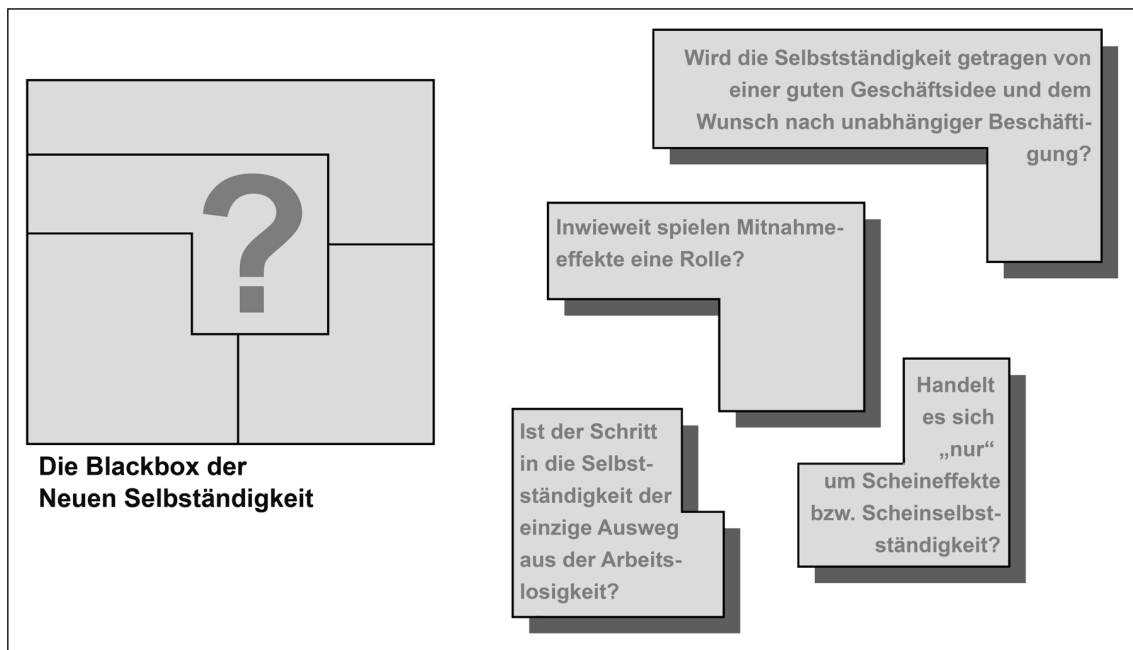 ?
Die Blackbox der
Neuen Selbständigkeit
Wird die Selbstständigkeit getragen von
einer guten Geschäftsidee und dem
Wunsch nach unabhängiger Beschäfti-
gung?
Inwieweit spielen Mitnahme-
effekte eine Rolle?
Ist der Schritt
in die Selbst-
ständigkeit der
einzige Ausweg
aus der Arbeits-
losigkeit?
Handelt
es sich
„nur“
um Scheineffekte
bzw. Scheinselbst-
ständigkeit?